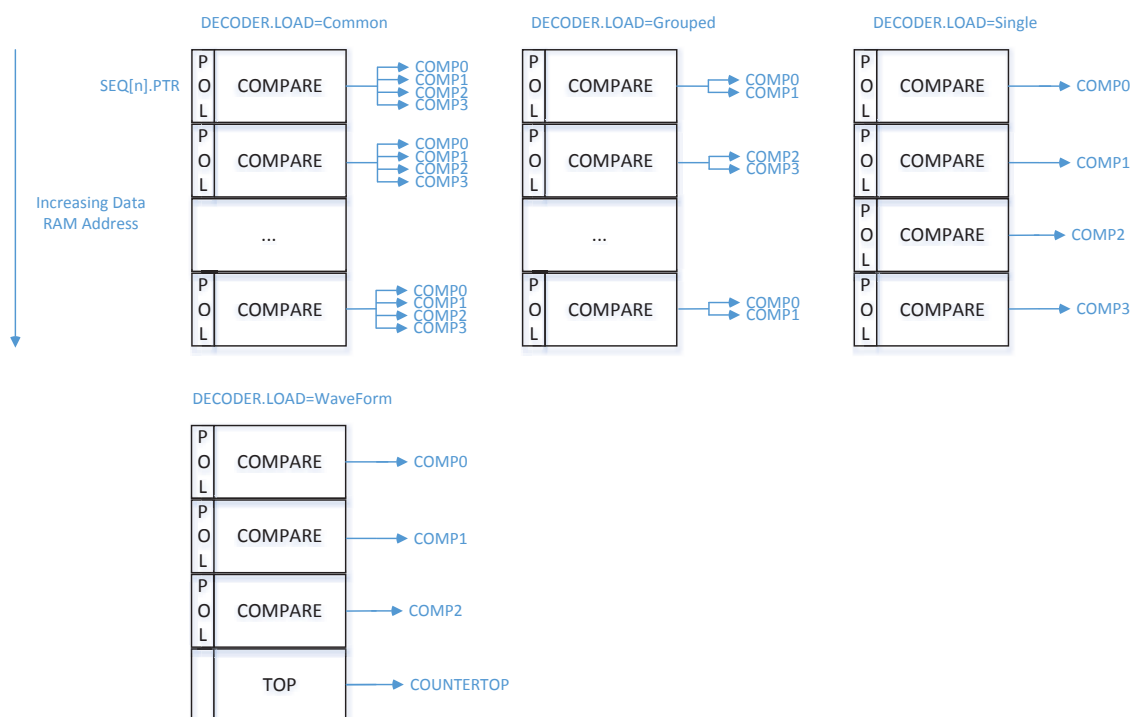 DECODER.LOAD=Common
DECODER.LOAD=Grouped
DECODER.LOAD=Single
SEQ[n].PTR
Increasing Data
RAM Address
P
O
L
COMPARE
COMP0
COMP1
COMP2
COMP3
P
O
L
COMPARE
COMP0
COMP1
COMP2
COMP3
...
P
O
L
COMPARE
COMP0
COMP1
COMP2
COMP3
P
O
L
COMPARE
COMP0
COMP1
P
O
L
COMPARE
COMP2
COMP3
...
P
O
L
COMPARE
COMP0
COMP1
P
O
L
COMPARE
COMP0
P
O
L
COMPARE
COMP1
P
O
L
COMPARE
COMP2
P
O
L
COMPARE
COMP3
DECODER.LOAD=WaveForm
P
O
L
COMPARE
COMP0
P
O
L
COMPARE
COMP1
P
O
L
COMPARE
COMP2
TOP
COUNTERTOP